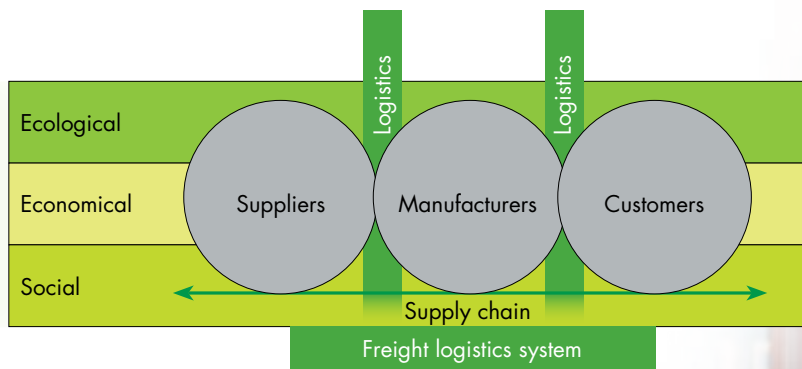 Logistics
Logistics
Ecological
Economical
Suppliers
Manufacturers
Customers
Social
Supply chain
Freight logistics system